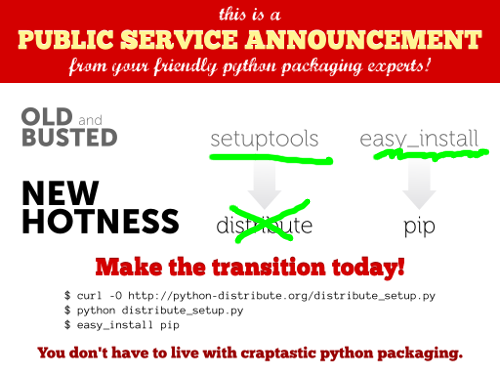 this is a
PUBLIC SERVICE ANNOUNCEMENT
from your friendly python packaging experts!
OLD and
BUSTED
setuptools
easy_install
NEW
HOTNESS
distribute
pip
Make the transition today!
$ curl -O http://python-distribute.org/distribute_setup.py
$ python distribute_setup.py
$ easy_install pip
You don't have to live with craptastic python packaging.